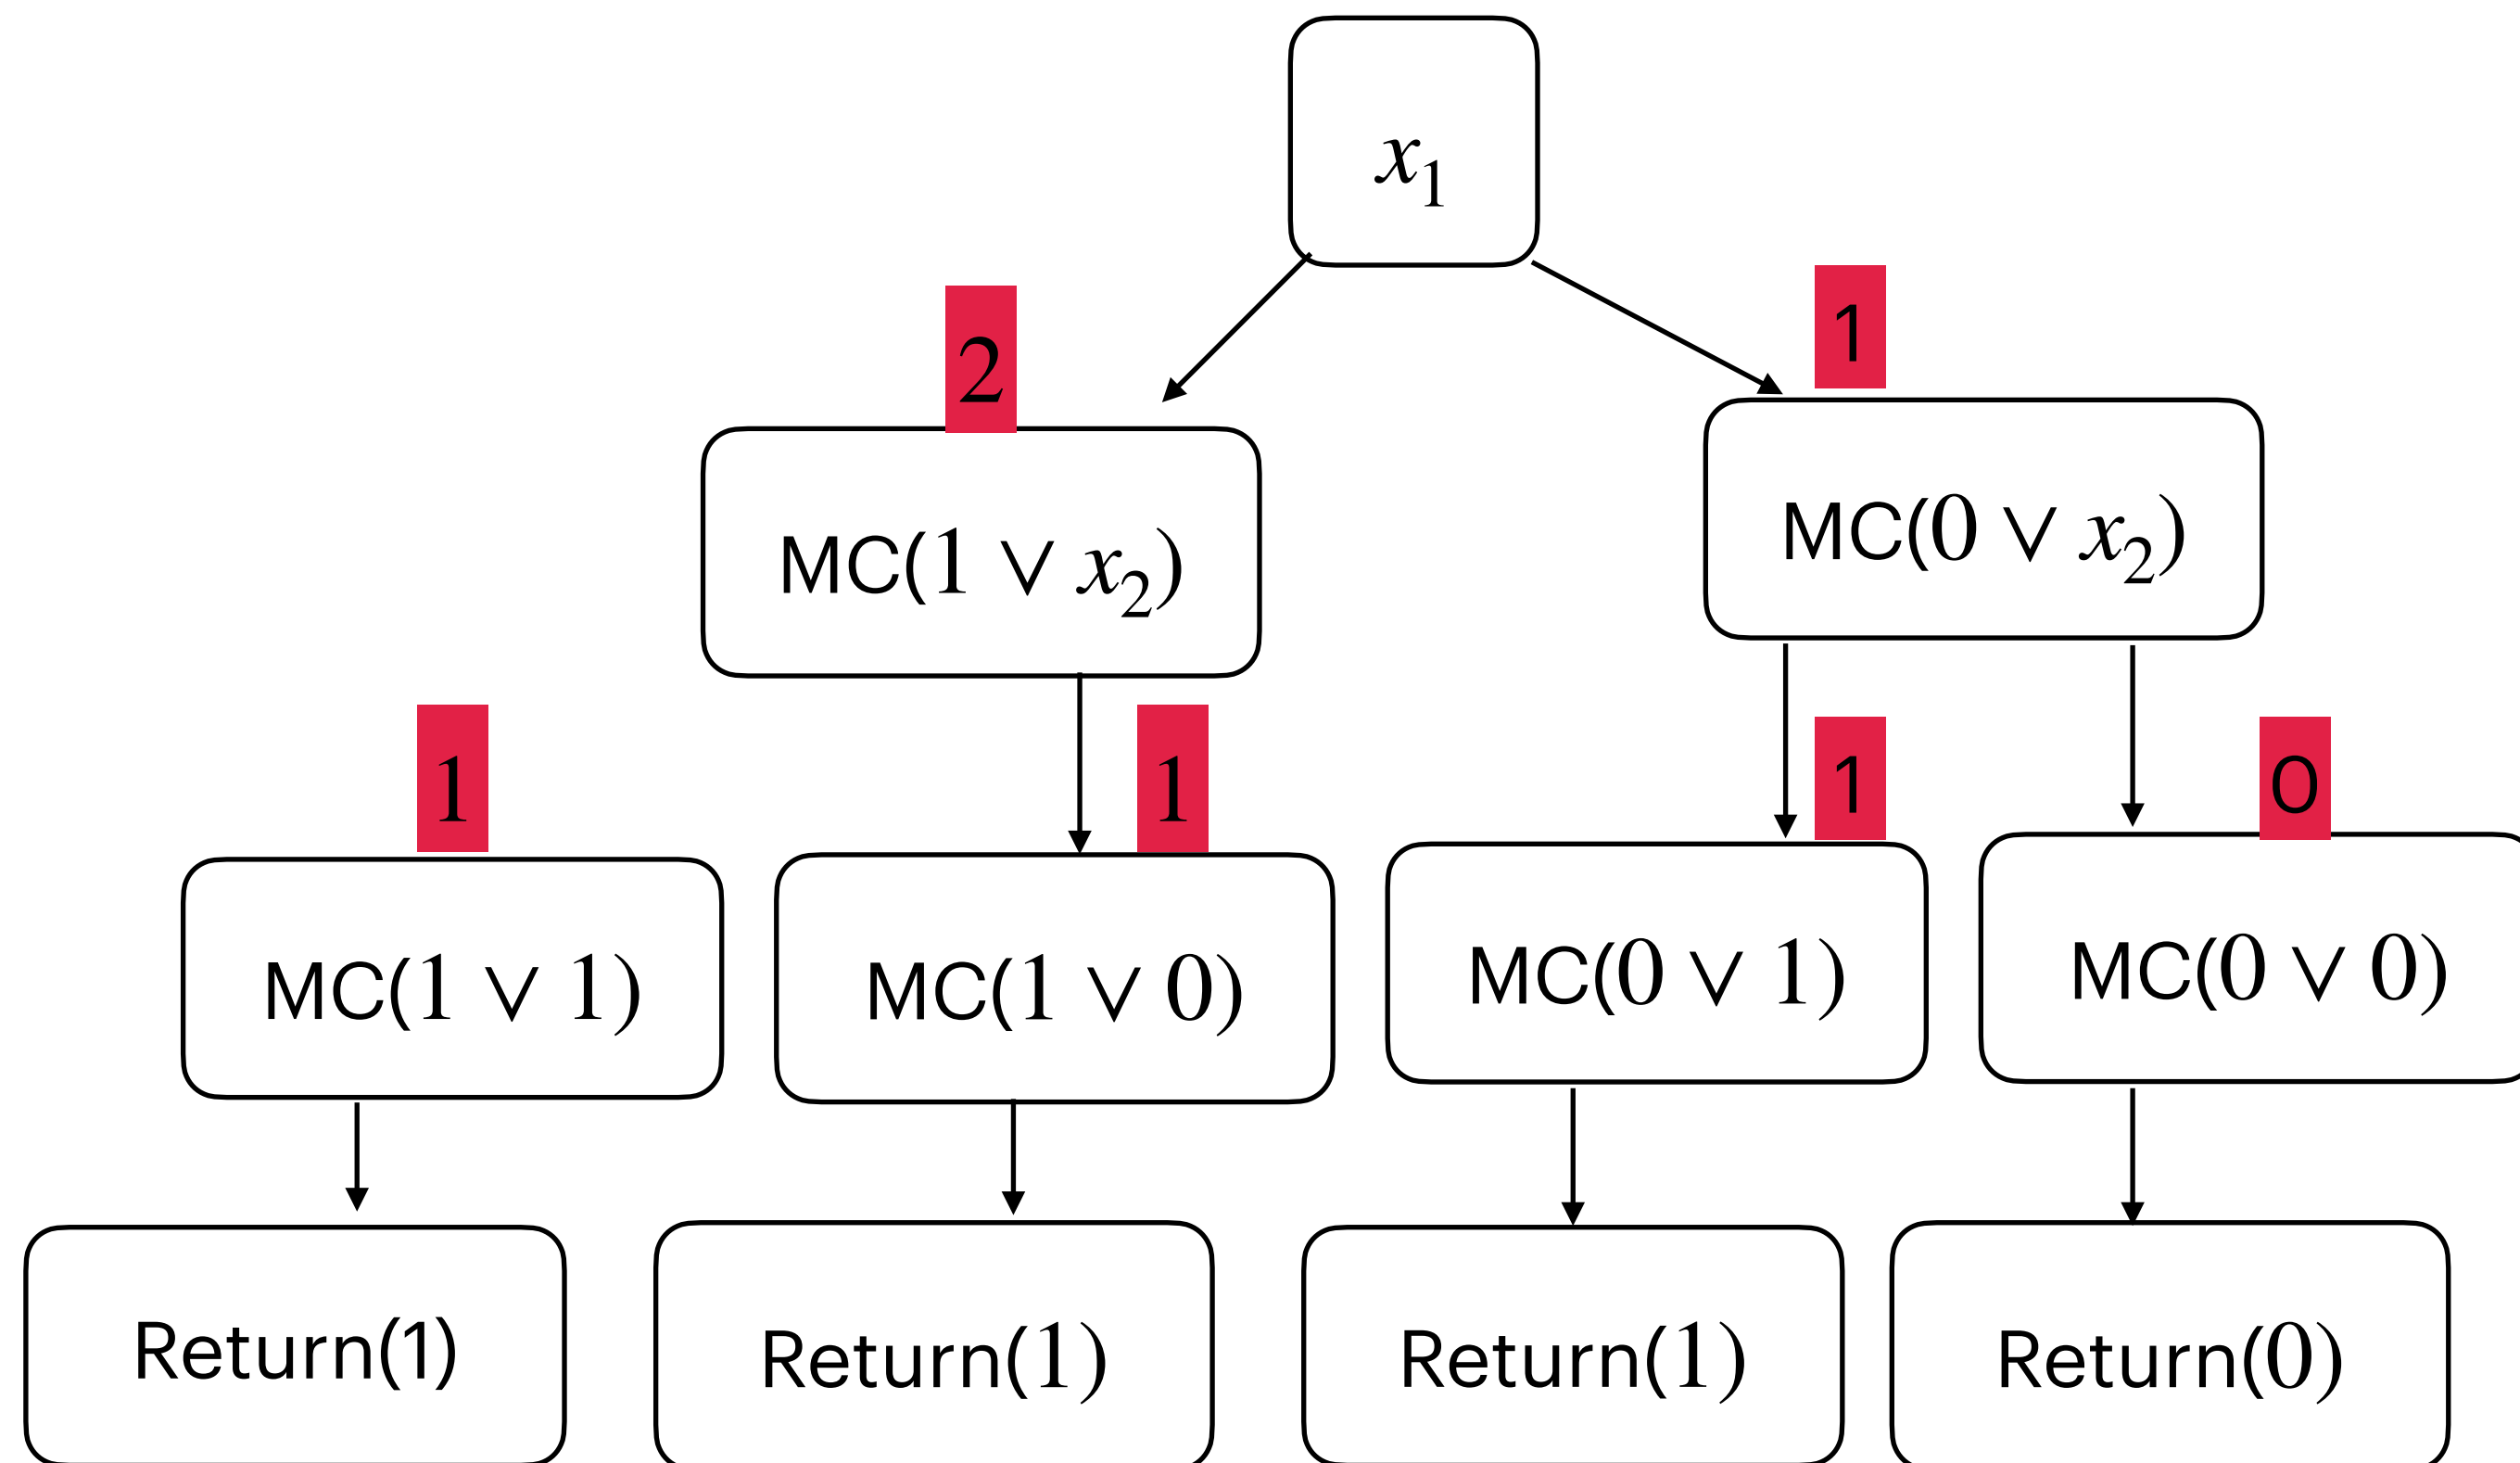 x₁
2
1
MC(1 ∨ x₂)
MC(0 ∨ x₂)
1
1
1
0
MC(1 ∨ 1)
MC(1 ∨ 0)
MC(0 ∨ 1)
MC(0 ∨ 0)
Return(1)
Return(1)
Return(1)
Return(0)